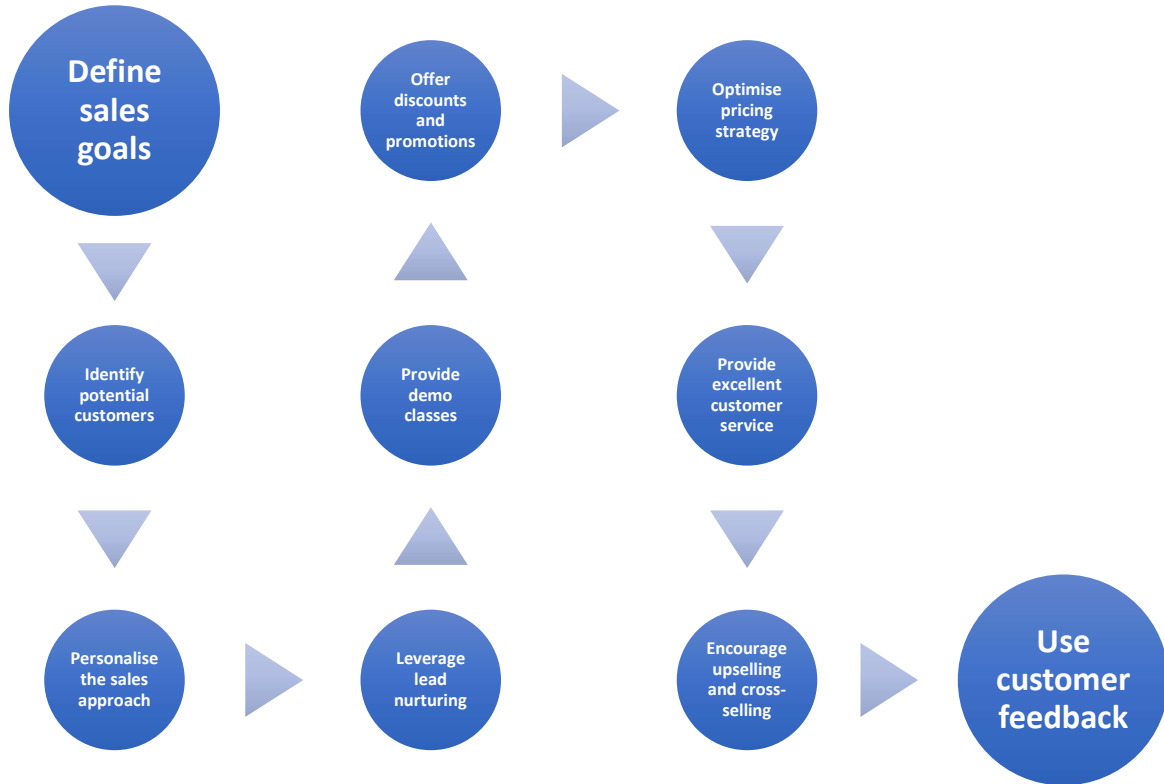 Define
sales
goals
Identify
potential
customers
Personalise
the sales
approach
Leverage
lead
nurturing
Provide
demo
classes
Offer
discounts
and
promotions
Optimise
pricing
strategy
Provide
excellent
customer
service
Encourage
upselling
and cross-
selling
Use
customer
feedback